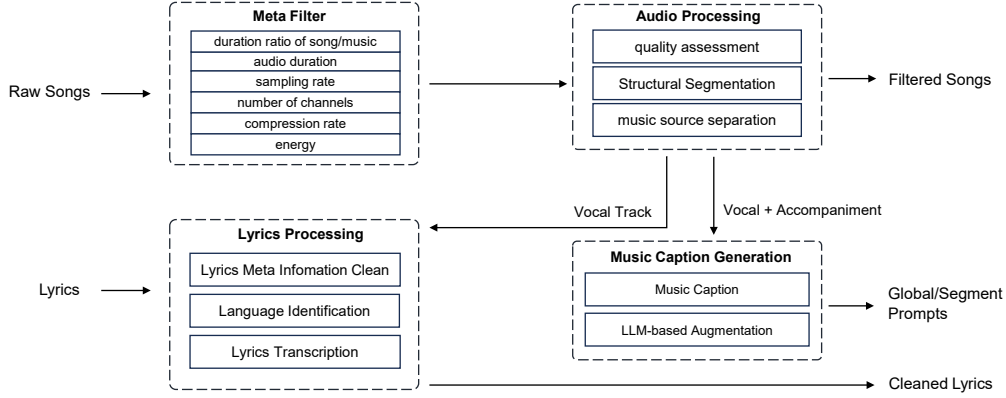 Meta Filter
duration ratio of song/music
audio duration
sampling rate
number of channels
compression rate
energy
Raw Songs
Audio Processing
quality assessment
Structural Segmentation
music source separation
Filtered Songs
Vocal Track
Vocal + Accompaniment
Lyrics Processing
Lyrics Meta Infomation Clean
Language Identification
Lyrics Transcription
Lyrics
Music Caption Generation
Music Caption
LLM-based Augmentation
Global/Segment
Prompts
Cleaned Lyrics